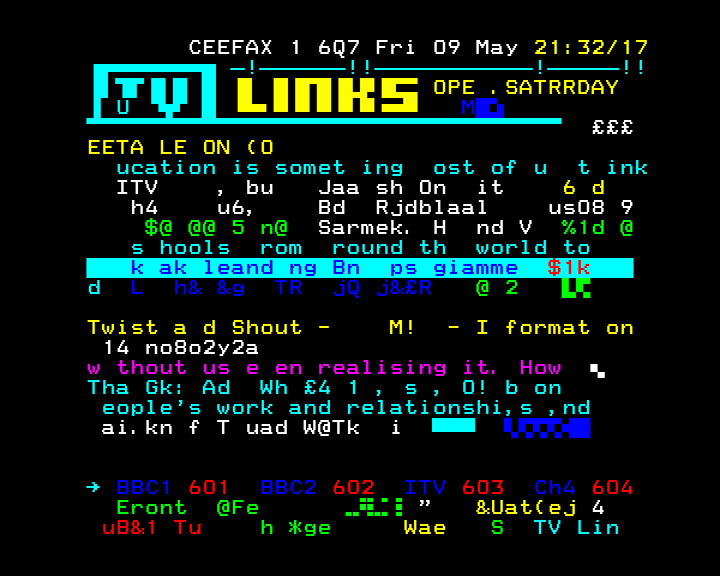 CEEFAX 1 6Q7 Fri 09 May 21:32/17
TV LINKS OPE . SATRRDAY
U M
£££
EETA LE ON (O
ucation is somet ing ost of u t ink
ITV , bu Jaa sh On it 6 d
h4 u6, Bd Rjdblaal us08 9
$@ @@ 5 n@ Sarmek. H nd V %1d @
s hools rom round th world to
k ak leand ng Bn ps giamme $1k
d L h& &g TR jQ j&£R @ 2
Twist a d Shout - M! - I format on
14 no8o2y2a
w thout us e en realising it. How
Tha Gk: Ad Wh £4 1 , s , O! b on
eople's work and relationshi,s ,nd
ai.kn f T uad W@Tk i
→ BBC1 601 BBC2 602 ITV 603 Ch4 604
Eront @Fe " &Uat(ej 4
uB&1 Tu h *ge Wae S TV Lin